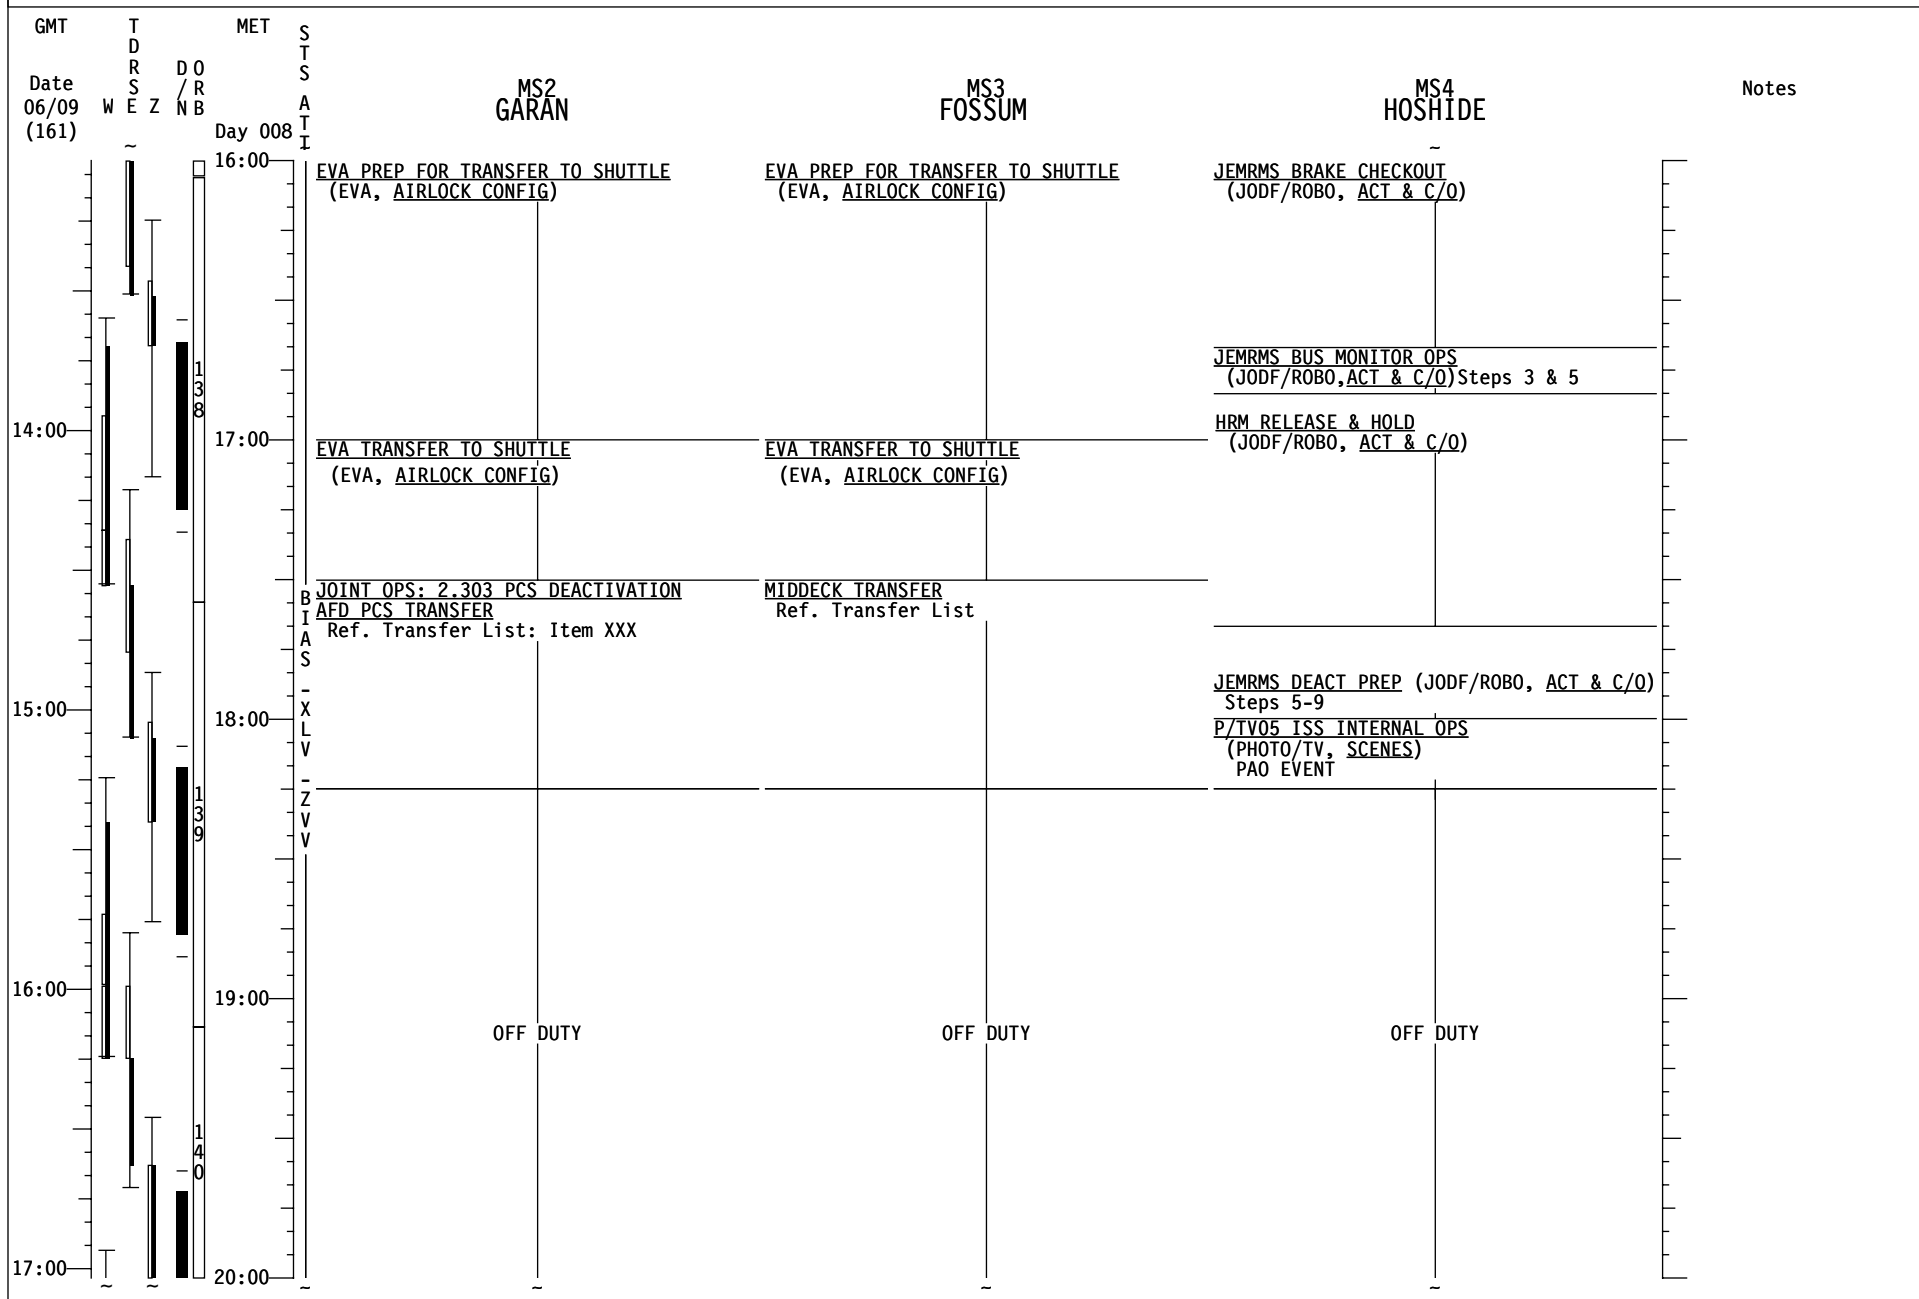 GMT
TDRS
MET
STS ATT
Date
06/09
(161)
W E Z
D/N
ORB
Day 008
MS2
GARAN
MS3
FOSSUM
MS4
HOSHIDE
Notes
~
~
~
16:00
EVA PREP FOR TRANSFER TO SHUTTLE
(EVA, AIRLOCK CONFIG)
EVA PREP FOR TRANSFER TO SHUTTLE
(EVA, AIRLOCK CONFIG)
JEMRMS BRAKE CHECKOUT
(JODF/ROBO, ACT & C/O)
JEMRMS BUS MONITOR OPS
(JODF/ROBO,ACT & C/O)Steps 3 & 5
138
14:00
17:00
HRM RELEASE & HOLD
(JODF/ROBO, ACT & C/O)
EVA TRANSFER TO SHUTTLE
(EVA, AIRLOCK CONFIG)
EVA TRANSFER TO SHUTTLE
(EVA, AIRLOCK CONFIG)
BIAS -XLV -ZVV
JOINT OPS: 2.303 PCS DEACTIVATION
AFD PCS TRANSFER
Ref. Transfer List: Item XXX
MIDDECK TRANSFER
Ref. Transfer List
JEMRMS DEACT PREP (JODF/ROBO, ACT & C/O)
Steps 5-9
15:00
18:00
P/TV05 ISS INTERNAL OPS
(PHOTO/TV, SCENES)
PAO EVENT
139
16:00
19:00
OFF DUTY
OFF DUTY
OFF DUTY
140
17:00
20:00
~
~
~
~
~
~